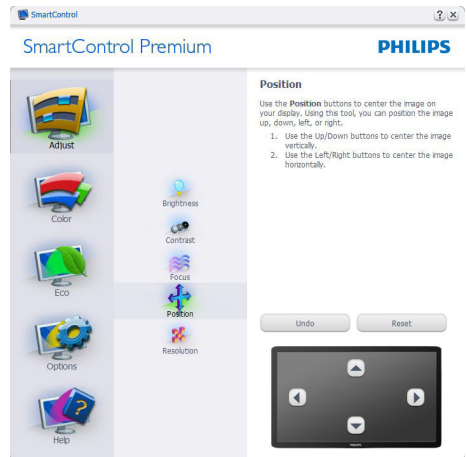 SmartControl
SmartControl Premium
PHILIPS
Adjust
Color
Eco
Options
Help
Brightness
Contrast
Focus
Position
Resolution
Position
Use the Position buttons to center the image on
your display. Using this tool, you can position the image
up, down, left, or right.
1. Use the Up/Down buttons to center the image
vertically.
2. Use the Left/Right buttons to center the image
horizontally.
Undo
Reset
PHILIPS